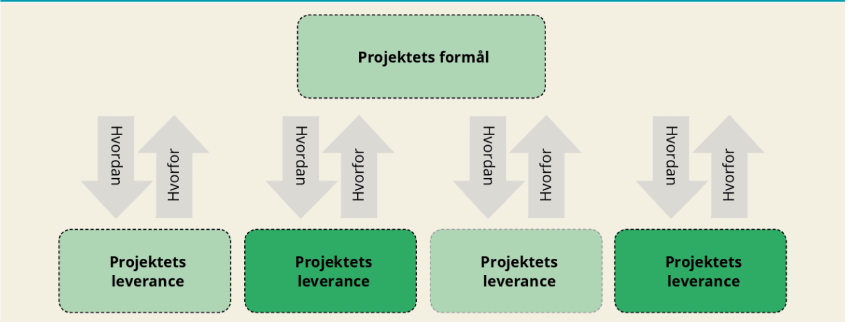 Projektets formål
Hvordan
Hvorfor
Hvordan
Hvorfor
Hvordan
Hvorfor
Hvordan
Hvorfor
Projektets
leverance
Projektets
leverance
Projektets
leverance
Projektets
leverance